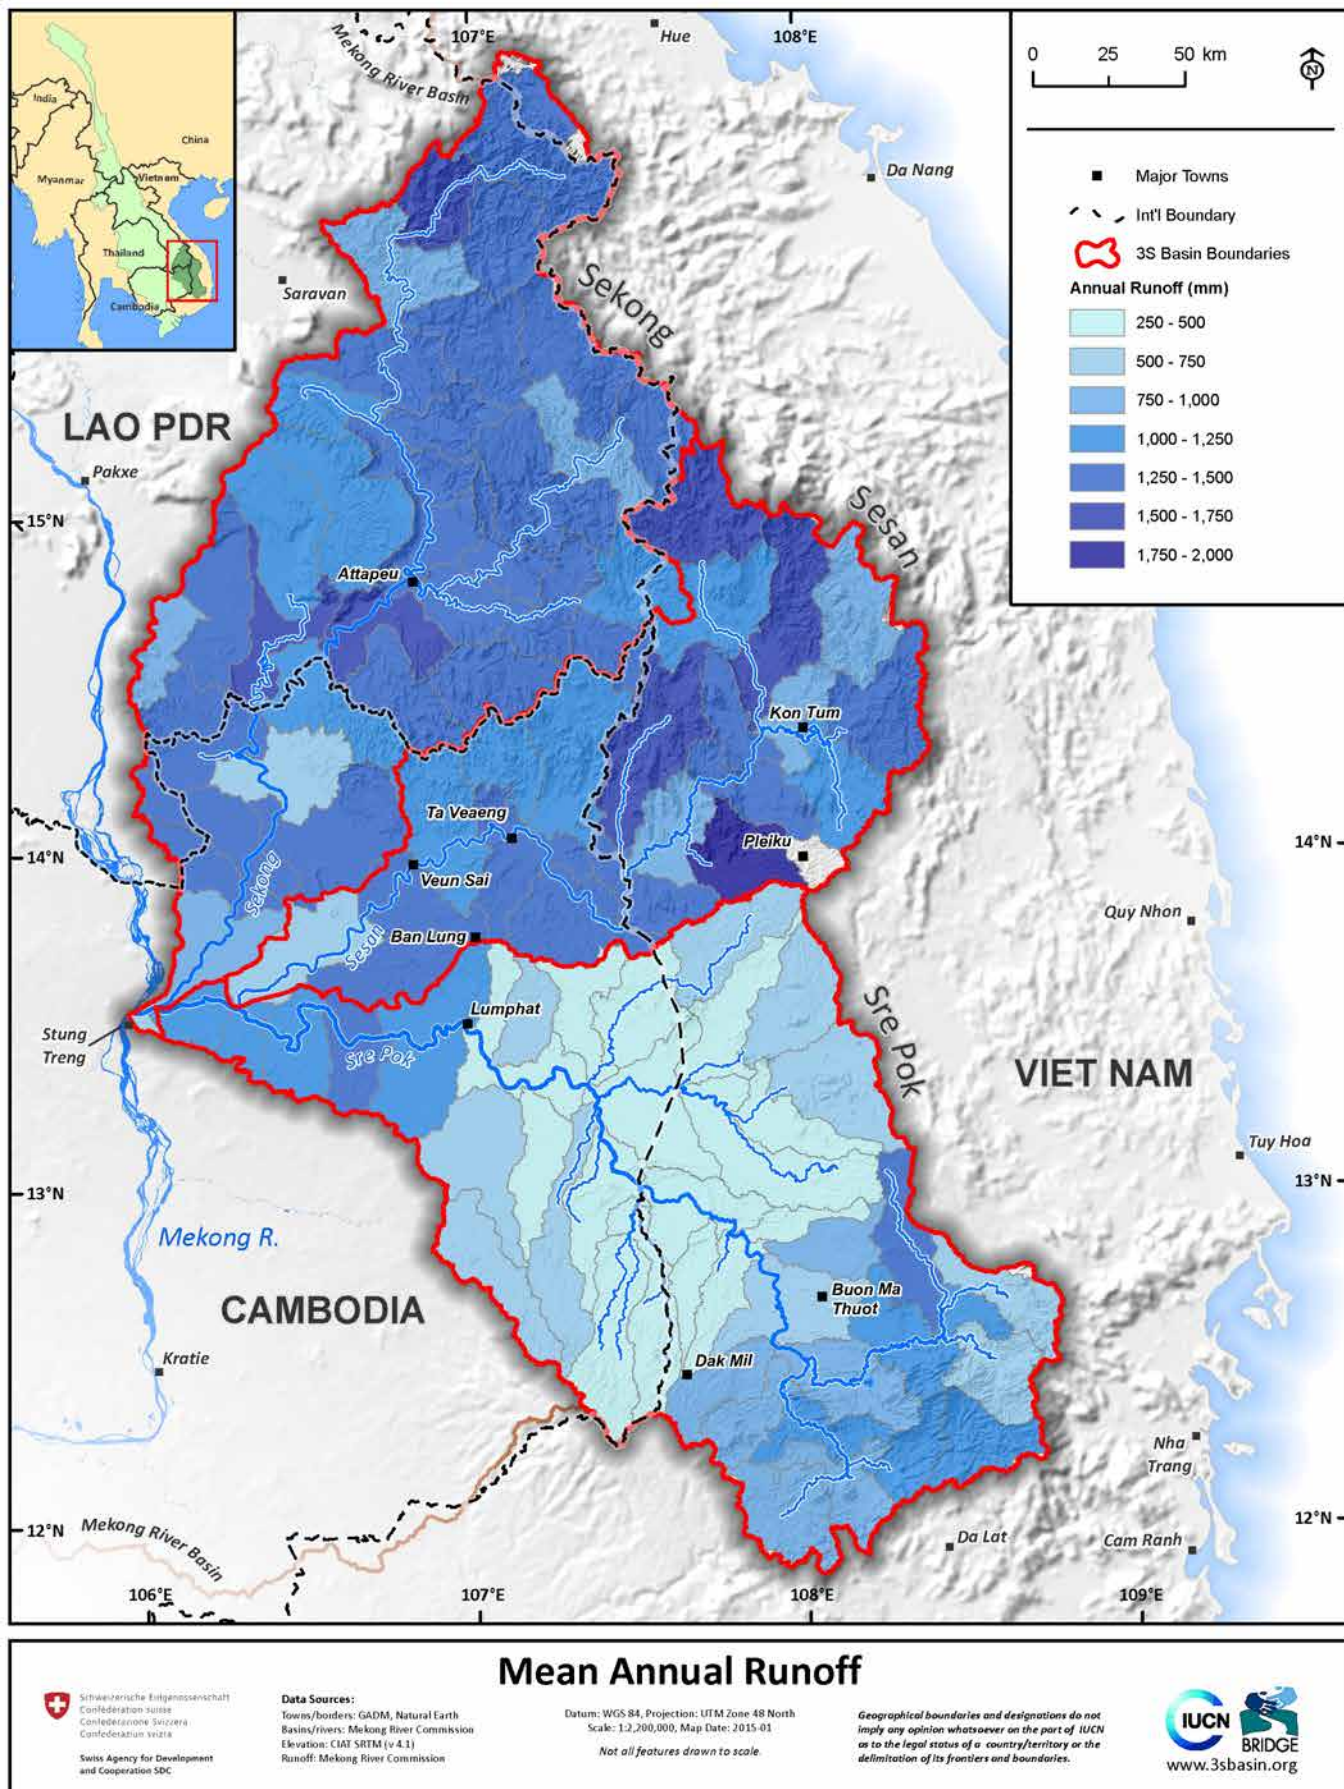 107°E
108°E
Hue
Mekong River Basin
India
China
Myanmar
Vietnam
Thailand
Cambodia
0 25 50 km
N
Major Towns
Int'l Boundary
3S Basin Boundaries
Annual Runoff (mm)
250 - 500
500 - 750
750 - 1,000
1,000 - 1,250
1,250 - 1,500
1,500 - 1,750
1,750 - 2,000
Da Nang
Saravan
Sekong
LAO PDR
Pakxe
15°N
Sesan
Attapeu
Kon Tum
Ta Veaeng
Pleiku
14°N
14°N
Veun Sai
Sekong
Quy Nhon
Sesan
Ban Lung
Stung
Treng
Lumphat
Sre Pok
Sre Pok
VIET NAM
Tuy Hoa
13°N
13°N
Mekong R.
CAMBODIA
Buon Ma
Thuot
Kratie
Dak Mil
Nha
Trang
12°N
12°N
Mekong River Basin
Da Lat
Cam Ranh
106°E
107°E
108°E
109°E
Mean Annual Runoff
Schweizerische Eidgenossenschaft
Confédération suisse
Confederazione Svizzera
Confederaziun svizra
Swiss Agency for Development
and Cooperation SDC
Data Sources:
Towns/borders: GADM, Natural Earth
Basins/rivers: Mekong River Commission
Elevation: CIAT SRTM (v 4.1)
Runoff: Mekong River Commission
Datum: WGS 84, Projection: UTM Zone 48 North
Scale: 1:2,200,000, Map Date: 2015-01
Not all features drawn to scale.
Geographical boundaries and designations do not
imply any opinion whatsoever on the part of IUCN
as to the legal status of a country/territory or the
delimitation of its frontiers and boundaries.
IUCN
BRIDGE
www.3sbasin.org